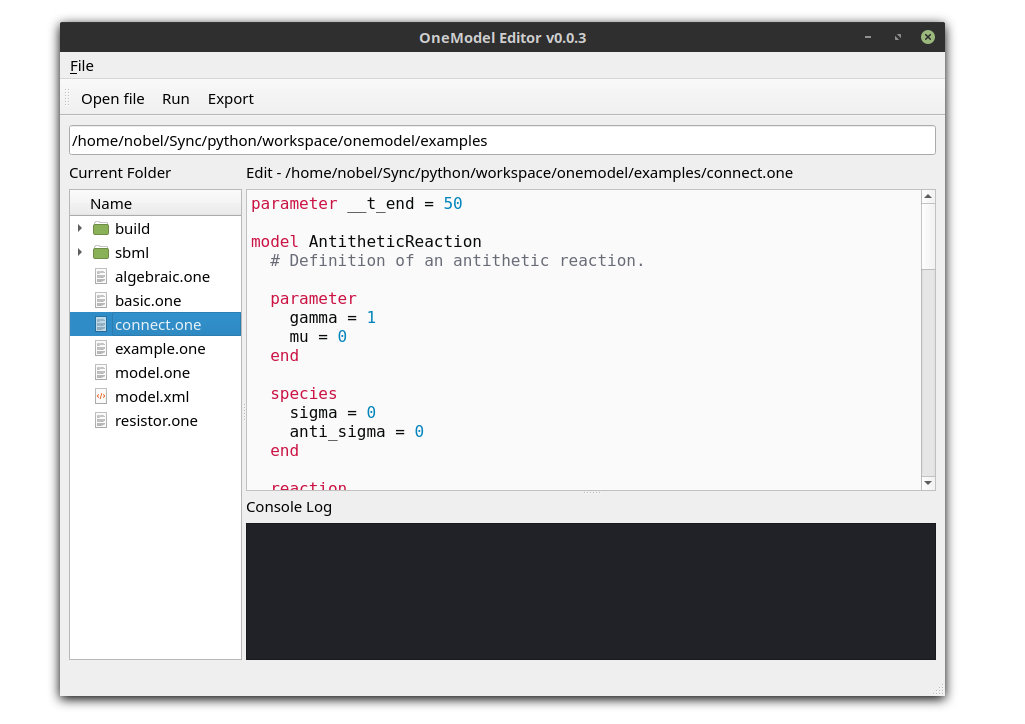 OneModel Editor v0.0.3
File
Open file Run Export
/home/nobel/Sync/python/workspace/onemodel/examples
Current Folder
Name
build
sbml
algebraic.one
basic.one
connect.one
example.one
model.one
model.xml
resistor.one
Edit - /home/nobel/Sync/python/workspace/onemodel/examples/connect.one
parameter __t_end = 50
model AntitheticReaction
# Definition of an antithetic reaction.
parameter
gamma = 1
mu = 0
end
species
sigma = 0
anti_sigma = 0
end
reaction
Console Log